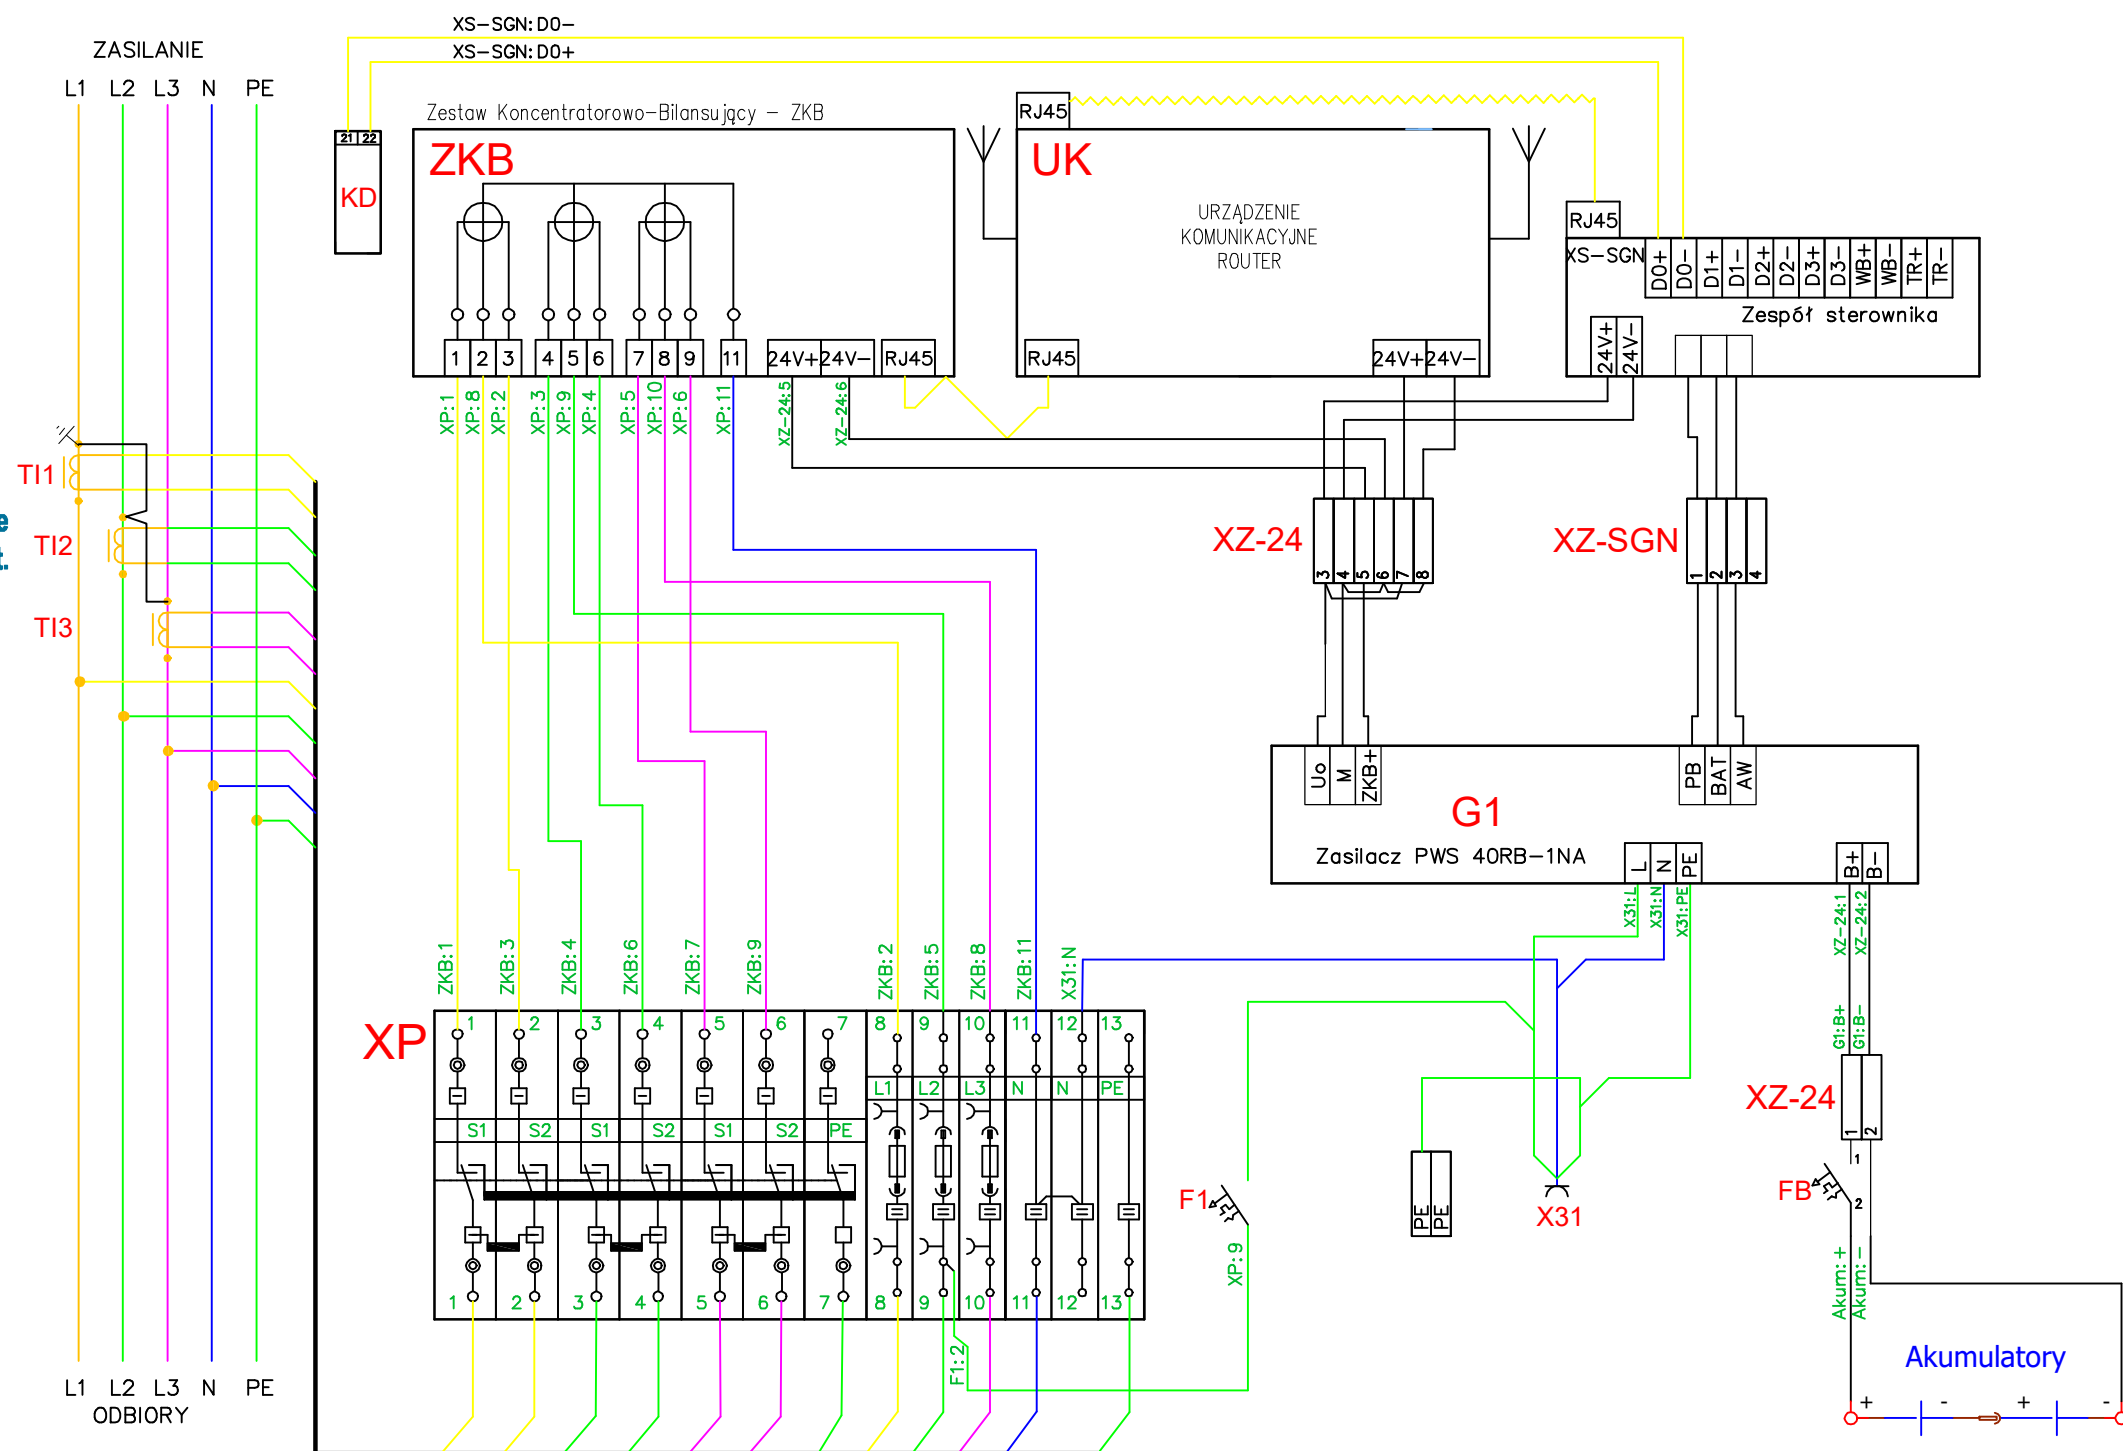 XS-SGN:D0-
XS-SGN:D0+
ZASILANIE
L1 L2 L3 N PE
Zestaw Koncentratorowo-Bilansujący - ZKB
RJ45
21 22
KD
ZKB
UK
URZĄDZENIE
KOMUNIKACYJNE
ROUTER
RJ45
XS-SGN
D0+ D0- D1+ D1- D2+ D2- D3+ D3- WB+ WB- TR+ TR-
Zespół sterownika
24V+ 24V-
1 2 3 4 5 6 7 8 9 11
24V+ 24V- RJ45
RJ45
24V+ 24V-
XP:1 XP:8 XP:2 XP:3 XP:9 XP:4 XP:5 XP:10 XP:6 XP:11 XZ-24:5 XZ-24:6
TI1
TI2
TI3
XZ-24
3 4 5 6 7 8
XZ-SGN
1 2 3 4
Uo M ZKB+
PB BAT AW
G1
Zasilacz PWS 40RB-1NA
L N PE
B+ B-
X31:L X31:N X31:PE
XZ-24:1 XZ-24:2
ZKB:1 ZKB:3 ZKB:4 ZKB:6 ZKB:7 ZKB:9 ZKB:2 ZKB:5 ZKB:8 ZKB:11 X31:N
G1:B+ G1:B-
XP
1 2 3 4 5 6 7 8 9 10 11 12 13
L1 L2 L3 N N PE
S1 S2 S1 S2 S1 S2 PE
XZ-24
1 2
1
FB
2
F1
XP:9
PE PE
X31
Akum:+ Akum:-
1 2 3 4 5 6 7 8 9 10 11 12 13
F1:2
L1 L2 L3 N PE
ODBIORY
Akumulatory
+ - + -